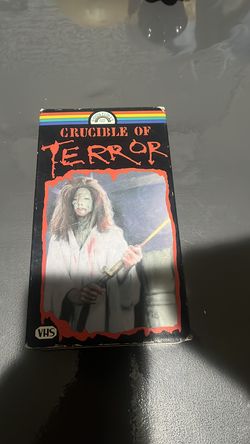 CRUCIBLE OF
TERROR
VHS